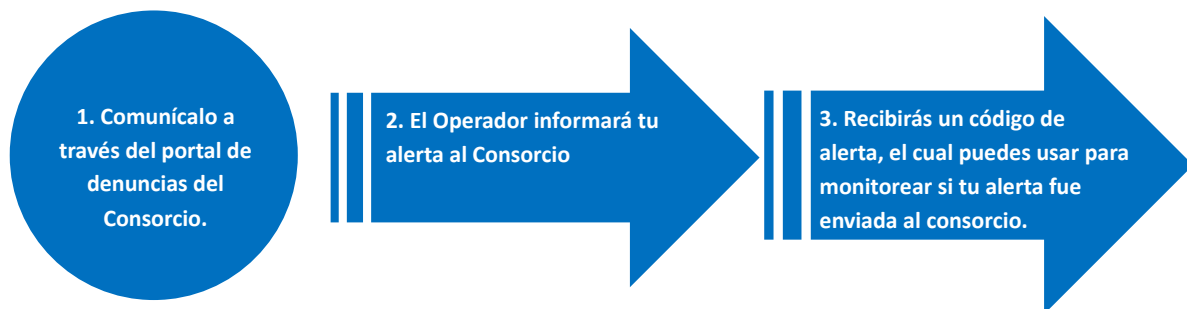 1. Comunícalo a
través del portal de
denuncias del
Consorcio.
2. El Operador informará tu
alerta al Consorcio
3. Recibirás un código de
alerta, el cual puedes usar para
monitorear si tu alerta fue
enviada al consorcio.